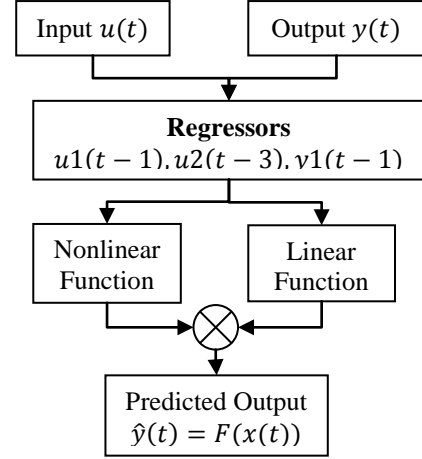 Input u(t)
Output y(t)
Regressors
u1(t − 1), u2(t − 3), y1(t − 1)
Nonlinear
Function
Linear
Function
Predicted Output
ŷ(t) = F(x(t))